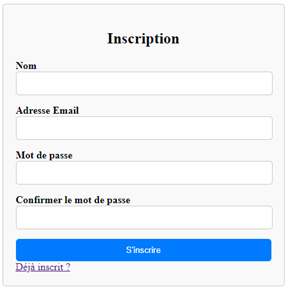 Inscription
Nom
Adresse Email
Mot de passe
Confirmer le mot de passe
S'inscrire
Déjà inscrit ?